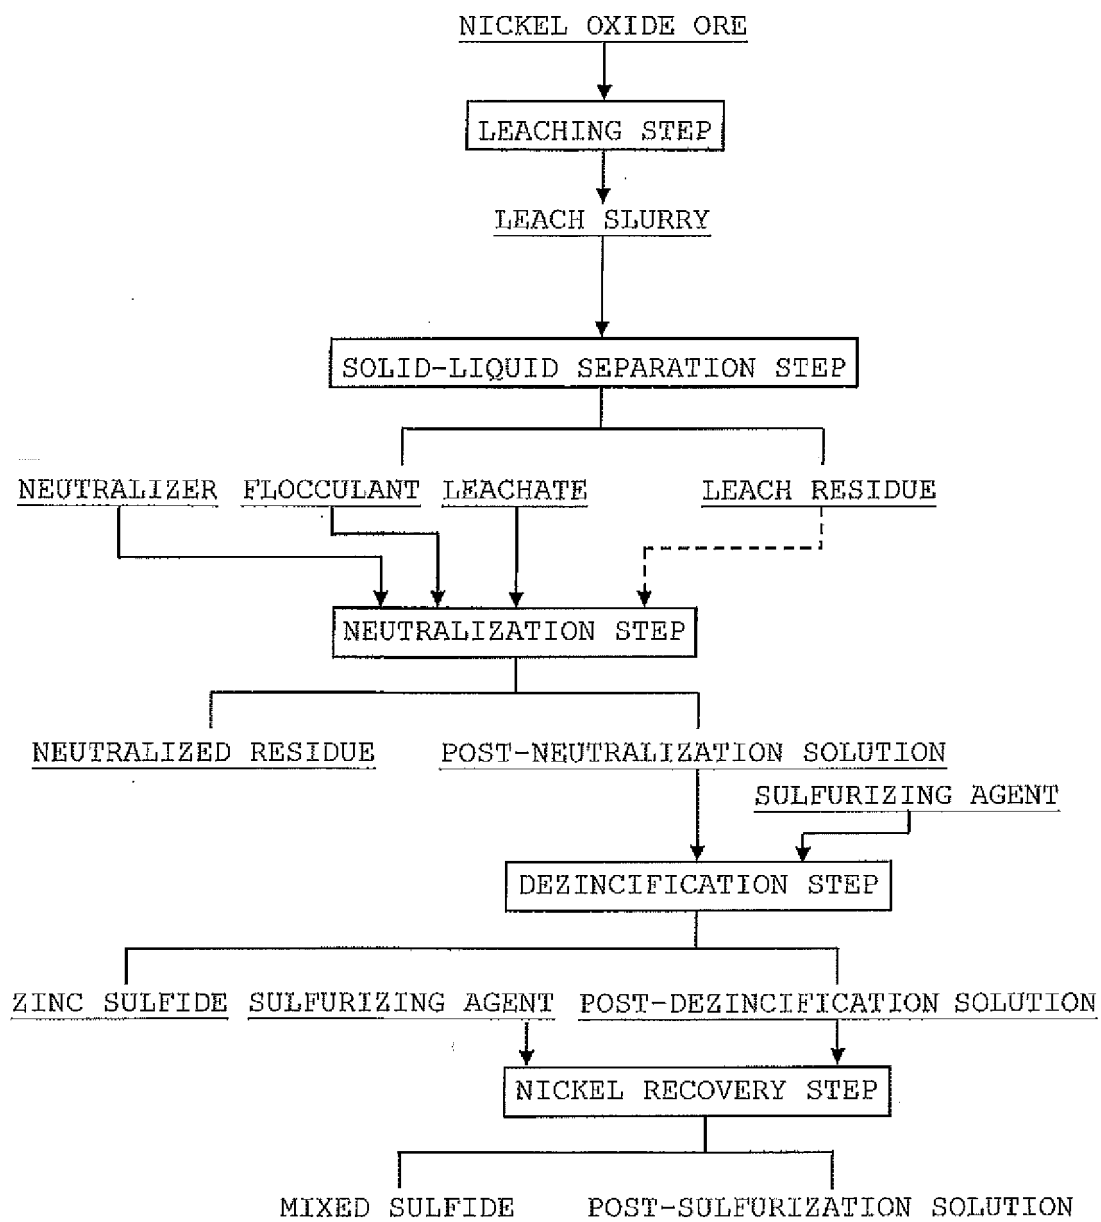 NICKEL OXIDE ORE
LEACHING STEP
LEACH SLURRY
SOLID-LIQUID SEPARATION STEP
NEUTRALIZER FLOCCULANT LEACHATE LEACH RESIDUE
NEUTRALIZATION STEP
NEUTRALIZED RESIDUE POST-NEUTRALIZATION SOLUTION
SULFURIZING AGENT
DEZINCIFICATION STEP
ZINC SULFIDE SULFURIZING AGENT POST-DEZINCIFICATION SOLUTION
NICKEL RECOVERY STEP
MIXED SULFIDE POST-SULFURIZATION SOLUTION